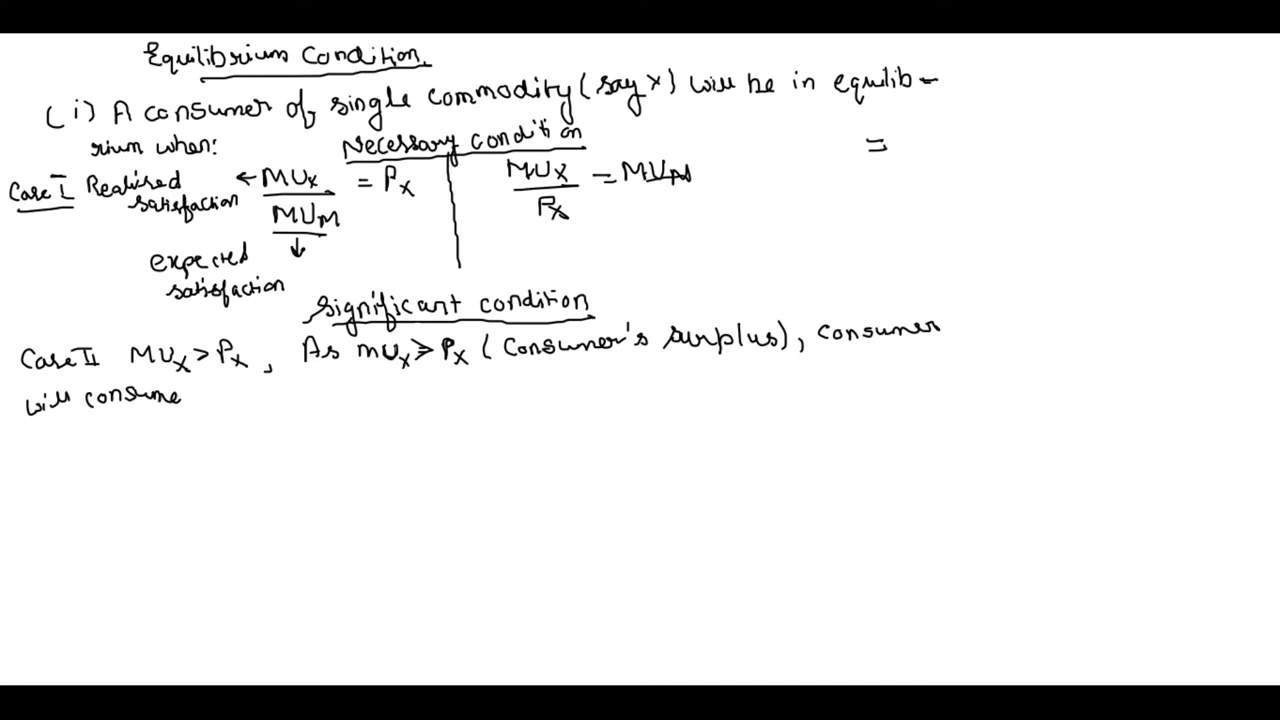 Equilibrium Condition.
(i) A consumer of single commodity (say x) will be in equilib-
rium when:
Necessary condition
=
Case I Realised satisfaction ← MUx / MUM = Px | MUx / Px = MUM
↓
expected
satisfaction
Significant condition
Case II MUx > Px, As MUx > Px (Consumer's surplus), consumer
will consume